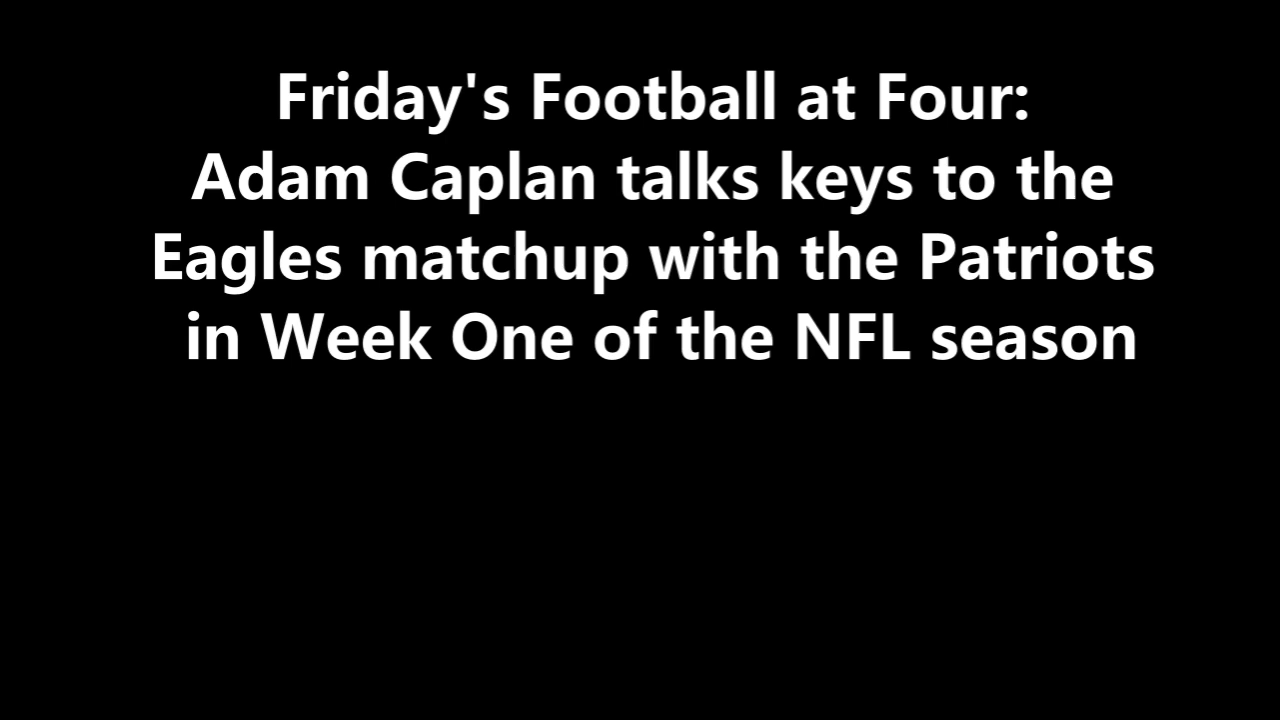 Friday's Football at Four:
Adam Caplan talks keys to the
Eagles matchup with the Patriots
in Week One of the NFL season